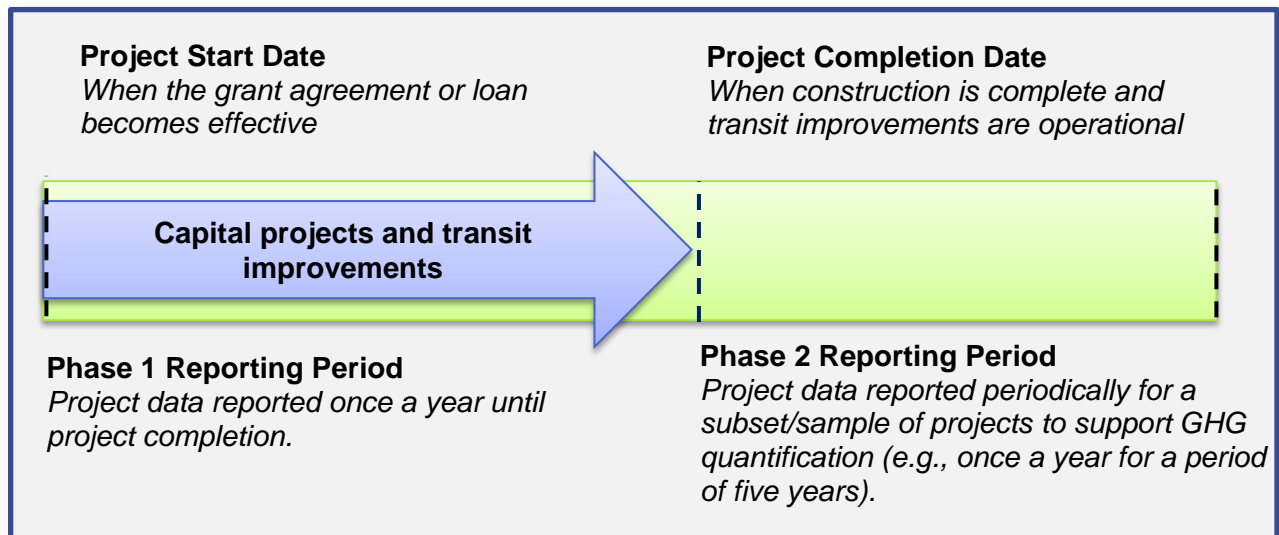 Project Start Date
When the grant agreement or loan
becomes effective
Project Completion Date
When construction is complete and
transit improvements are operational
Capital projects and transit
improvements
Phase 1 Reporting Period
Project data reported once a year until
project completion.
Phase 2 Reporting Period
Project data reported periodically for a
subset/sample of projects to support GHG
quantification (e.g., once a year for a period
of five years).